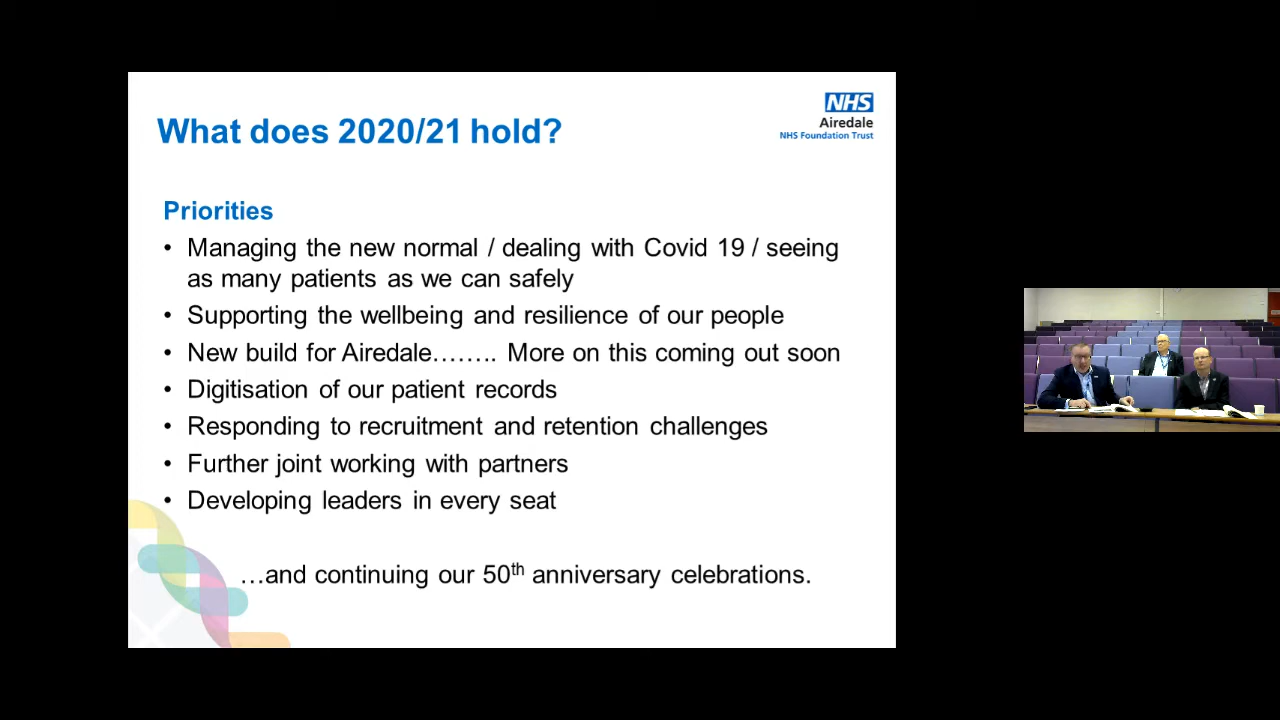 What does 2020/21 hold?
NHS
Airedale
NHS Foundation Trust
Priorities
• Managing the new normal / dealing with Covid 19 / seeing
as many patients as we can safely
• Supporting the wellbeing and resilience of our people
• New build for Airedale…….. More on this coming out soon
• Digitisation of our patient records
• Responding to recruitment and retention challenges
• Further joint working with partners
• Developing leaders in every seat
…and continuing our 50th anniversary celebrations.